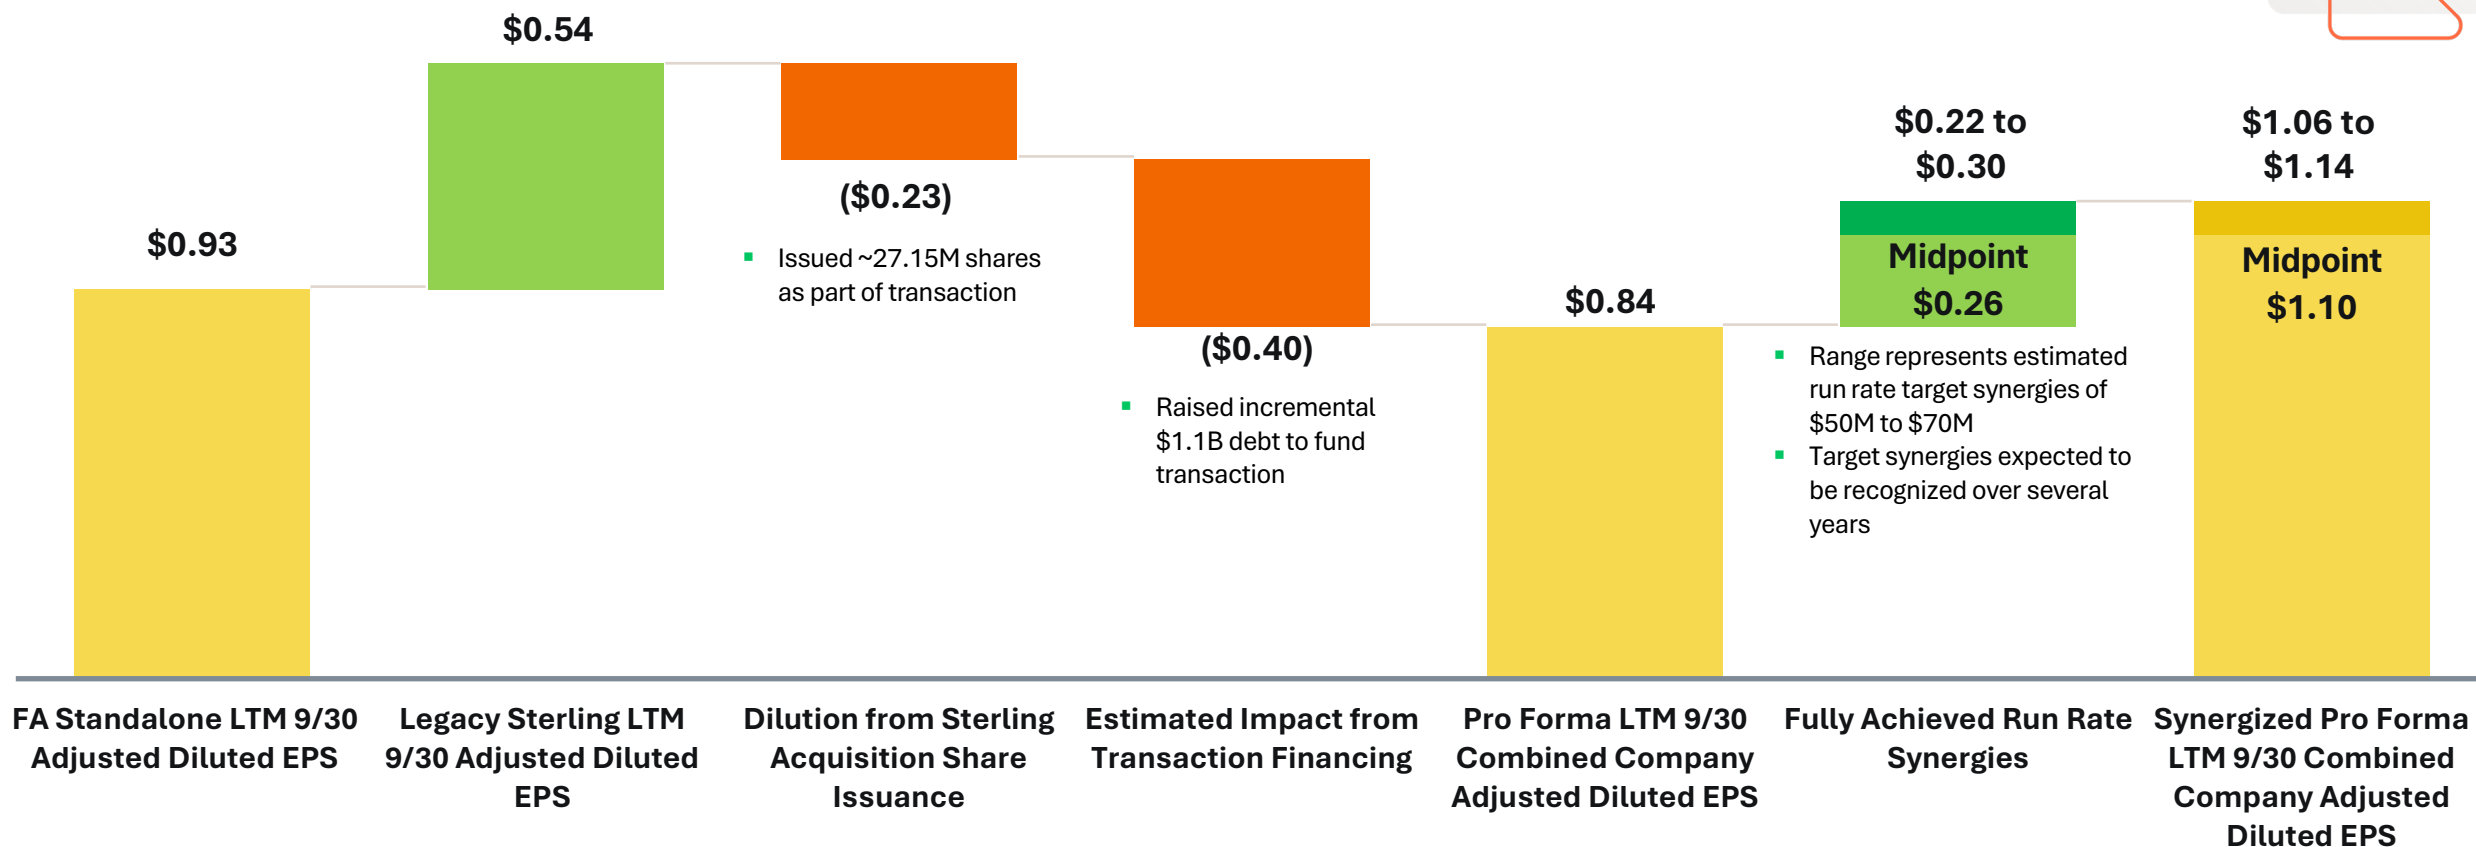 $0.54
$0.93
($0.23)
▪ Issued ~27.15M shares
as part of transaction
($0.40)
▪ Raised incremental
$1.1B debt to fund
transaction
$0.84
$0.22 to
$0.30
Midpoint
$0.26
▪ Range represents estimated
run rate target synergies of
$50M to $70M
▪ Target synergies expected to
be recognized over several
years
$1.06 to
$1.14
Midpoint
$1.10
FA Standalone LTM 9/30
Adjusted Diluted EPS
Legacy Sterling LTM
9/30 Adjusted Diluted
EPS
Dilution from Sterling
Acquisition Share
Issuance
Estimated Impact from
Transaction Financing
Pro Forma LTM 9/30
Combined Company
Adjusted Diluted EPS
Fully Achieved Run Rate
Synergies
Synergized Pro Forma
LTM 9/30 Combined
Company Adjusted
Diluted EPS